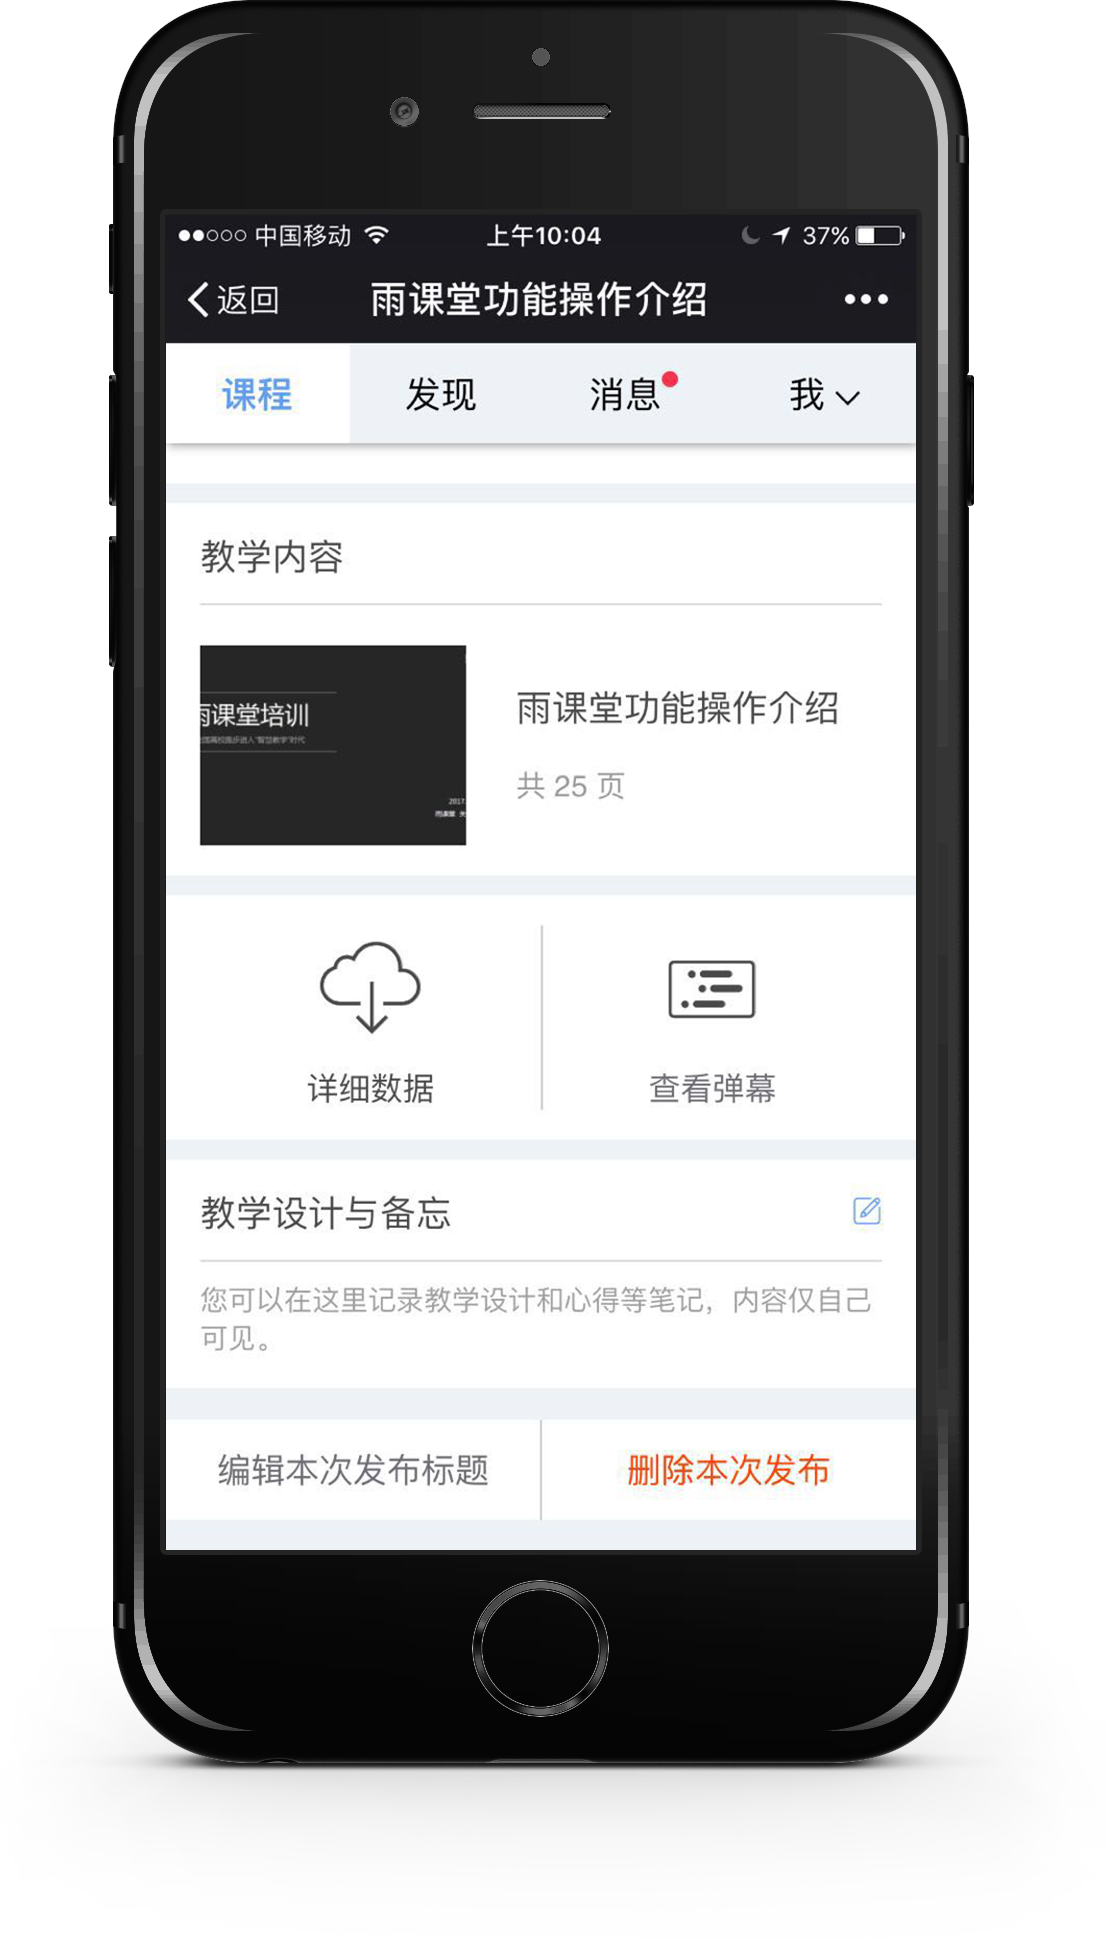 中国移动 上午10:04 37%
返回 雨课堂功能操作介绍
课程 发现 消息 我
教学内容
雨课堂培训
2017
雨课堂
雨课堂功能操作介绍
共 25 页
详细数据 查看弹幕
教学设计与备忘
您可以在这里记录教学设计和心得等笔记，内容仅自己
可见。
编辑本次发布标题 删除本次发布